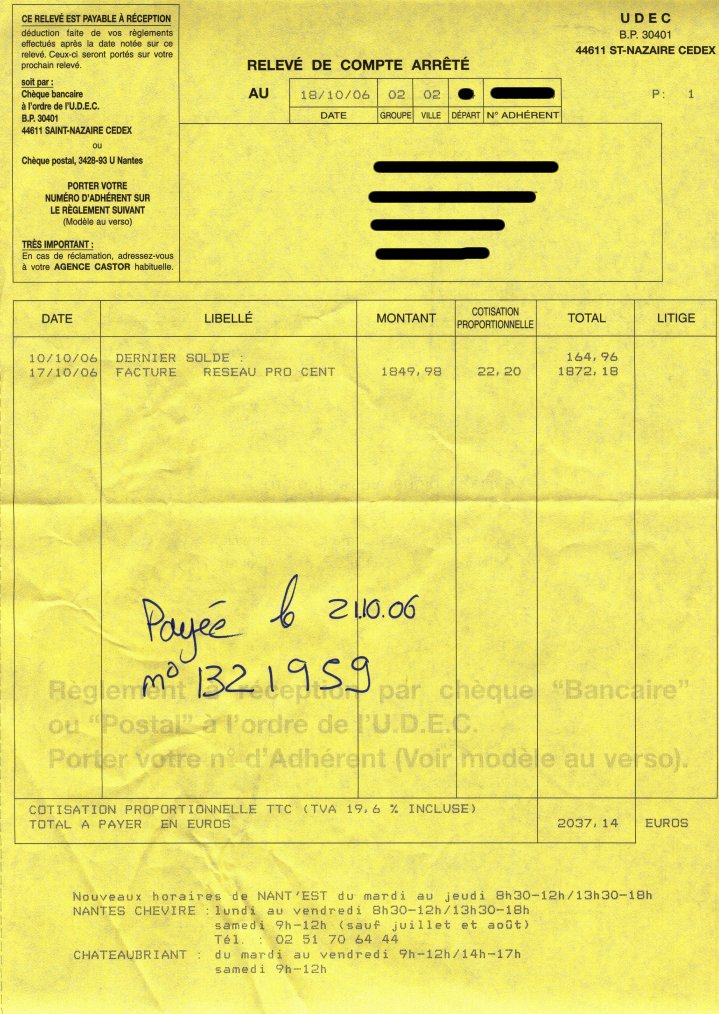 CE RELEVÉ EST PAYABLE À RÉCEPTION
déduction faite de vos règlements
effectués après la date notée sur ce
relevé. Ceux-ci seront portés sur votre
prochain relevé.
soit par :
Chèque bancaire
à l'ordre de l'U.D.E.C.
B.P. 30401
44611 SAINT-NAZAIRE CEDEX
ou
Chèque postal, 3428-93 U Nantes
PORTER VOTRE
NUMÉRO D'ADHÉRENT SUR
LE RÈGLEMENT SUIVANT
(Modèle au verso)
TRÈS IMPORTANT :
En cas de réclamation, adressez-vous
à votre AGENCE CASTOR habituelle.
UDEC
B.P. 30401
44611 ST-NAZAIRE CEDEX
RELEVÉ DE COMPTE ARRÊTÉ
AU 18/10/06 02 02 P: 1
DATE GROUPE VILLE DÉPART N° ADHÉRENT
DATE LIBELLÉ MONTANT COTISATION PROPORTIONNELLE TOTAL LITIGE
10/10/06 DERNIER SOLDE : 164,96
17/10/06 FACTURE RESEAU PRO CENT 1849,98 22,20 1872,18
Payée le 21.10.06
n° 1321959
Règlement à réception par chèque "Bancaire"
ou "Postal" à l'ordre de l'U.D.E.C.
Porter votre n° d'Adhérent (Voir modèle au verso).
COTISATION PROPORTIONNELLE TTC (TVA 19,6 % INCLUSE)
TOTAL A PAYER EN EUROS 2037,14 EUROS
Nouveaux horaires de NANT'EST du mardi au jeudi 8h30-12h/13h30-18h
NANTES CHEVIRE : lundi au vendredi 8h30-12h/13h30-18h
samedi 9h-12h (sauf juillet et août)
Tél. : 02 51 70 64 44
CHATEAUBRIANT : du mardi au vendredi 9h-12h/14h-17h
samedi 9h-12h